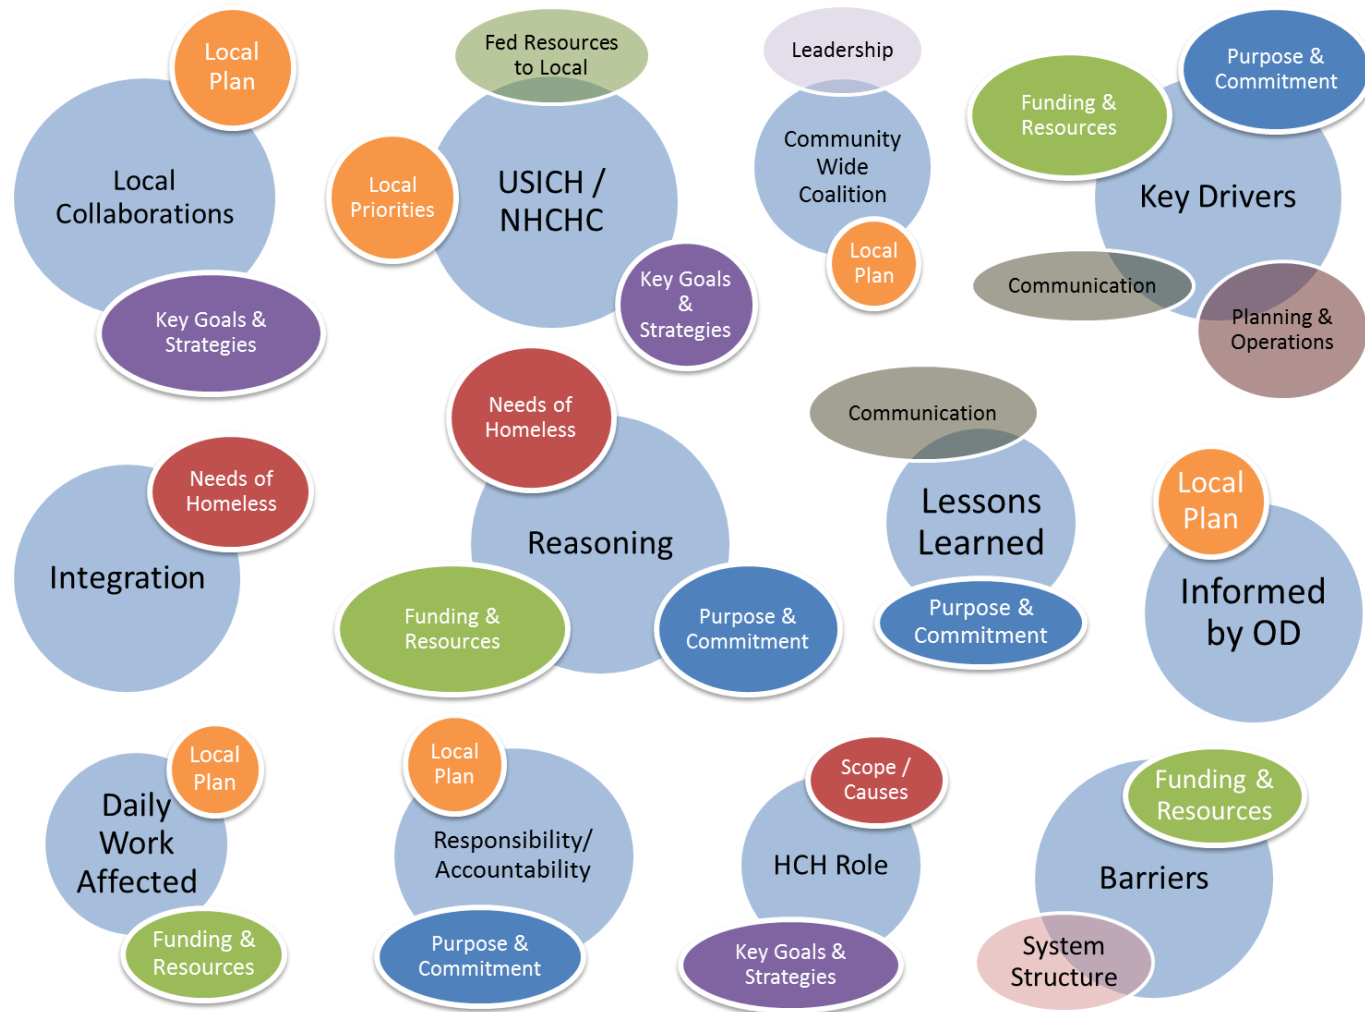 Local
Plan
Local
Collaborations
Key Goals &
Strategies
Fed Resources
to Local
Local
Priorities
USICH /
NHCHC
Key Goals
&
Strategies
Leadership
Community
Wide
Coalition
Local
Plan
Purpose &
Commitment
Funding &
Resources
Key Drivers
Communication
Planning &
Operations
Needs of
Homeless
Integration
Needs of
Homeless
Reasoning
Funding &
Resources
Purpose &
Commitment
Communication
Lessons
Learned
Purpose &
Commitment
Local
Plan
Informed
by OD
Local
Plan
Daily
Work
Affected
Funding &
Resources
Local
Plan
Responsibility/
Accountability
Purpose &
Commitment
Scope /
Causes
HCH Role
Key Goals &
Strategies
Funding &
Resources
Barriers
System
Structure